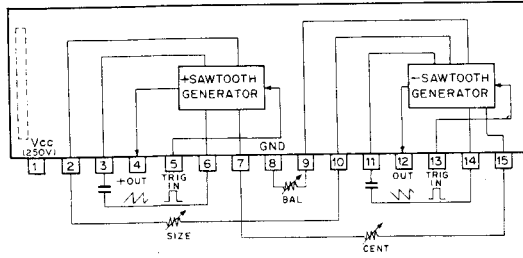 +SAWTOOTH
GENERATOR
-SAWTOOTH
GENERATOR
VCC
(250V)
GND
1 2 3 4 5 6 7 8 9 10 11 12 13 14 15
+OUT
TRIG
IN
BAL
OUT
TRIG
IN
SIZE
CENT